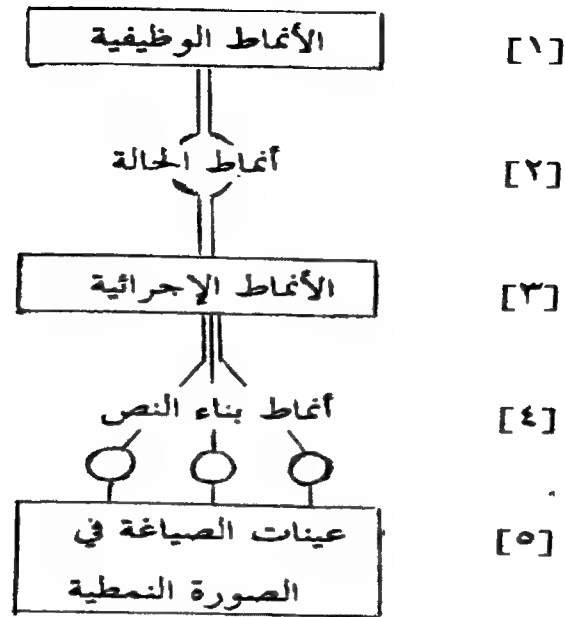 الأنماط الوظيفية [١]
أنماط الحالة [٢]
الأنماط الإجرائية [٣]
أنماط بناء النص [٤]
عينات الصياغة في [٥]
الصورة النمطية